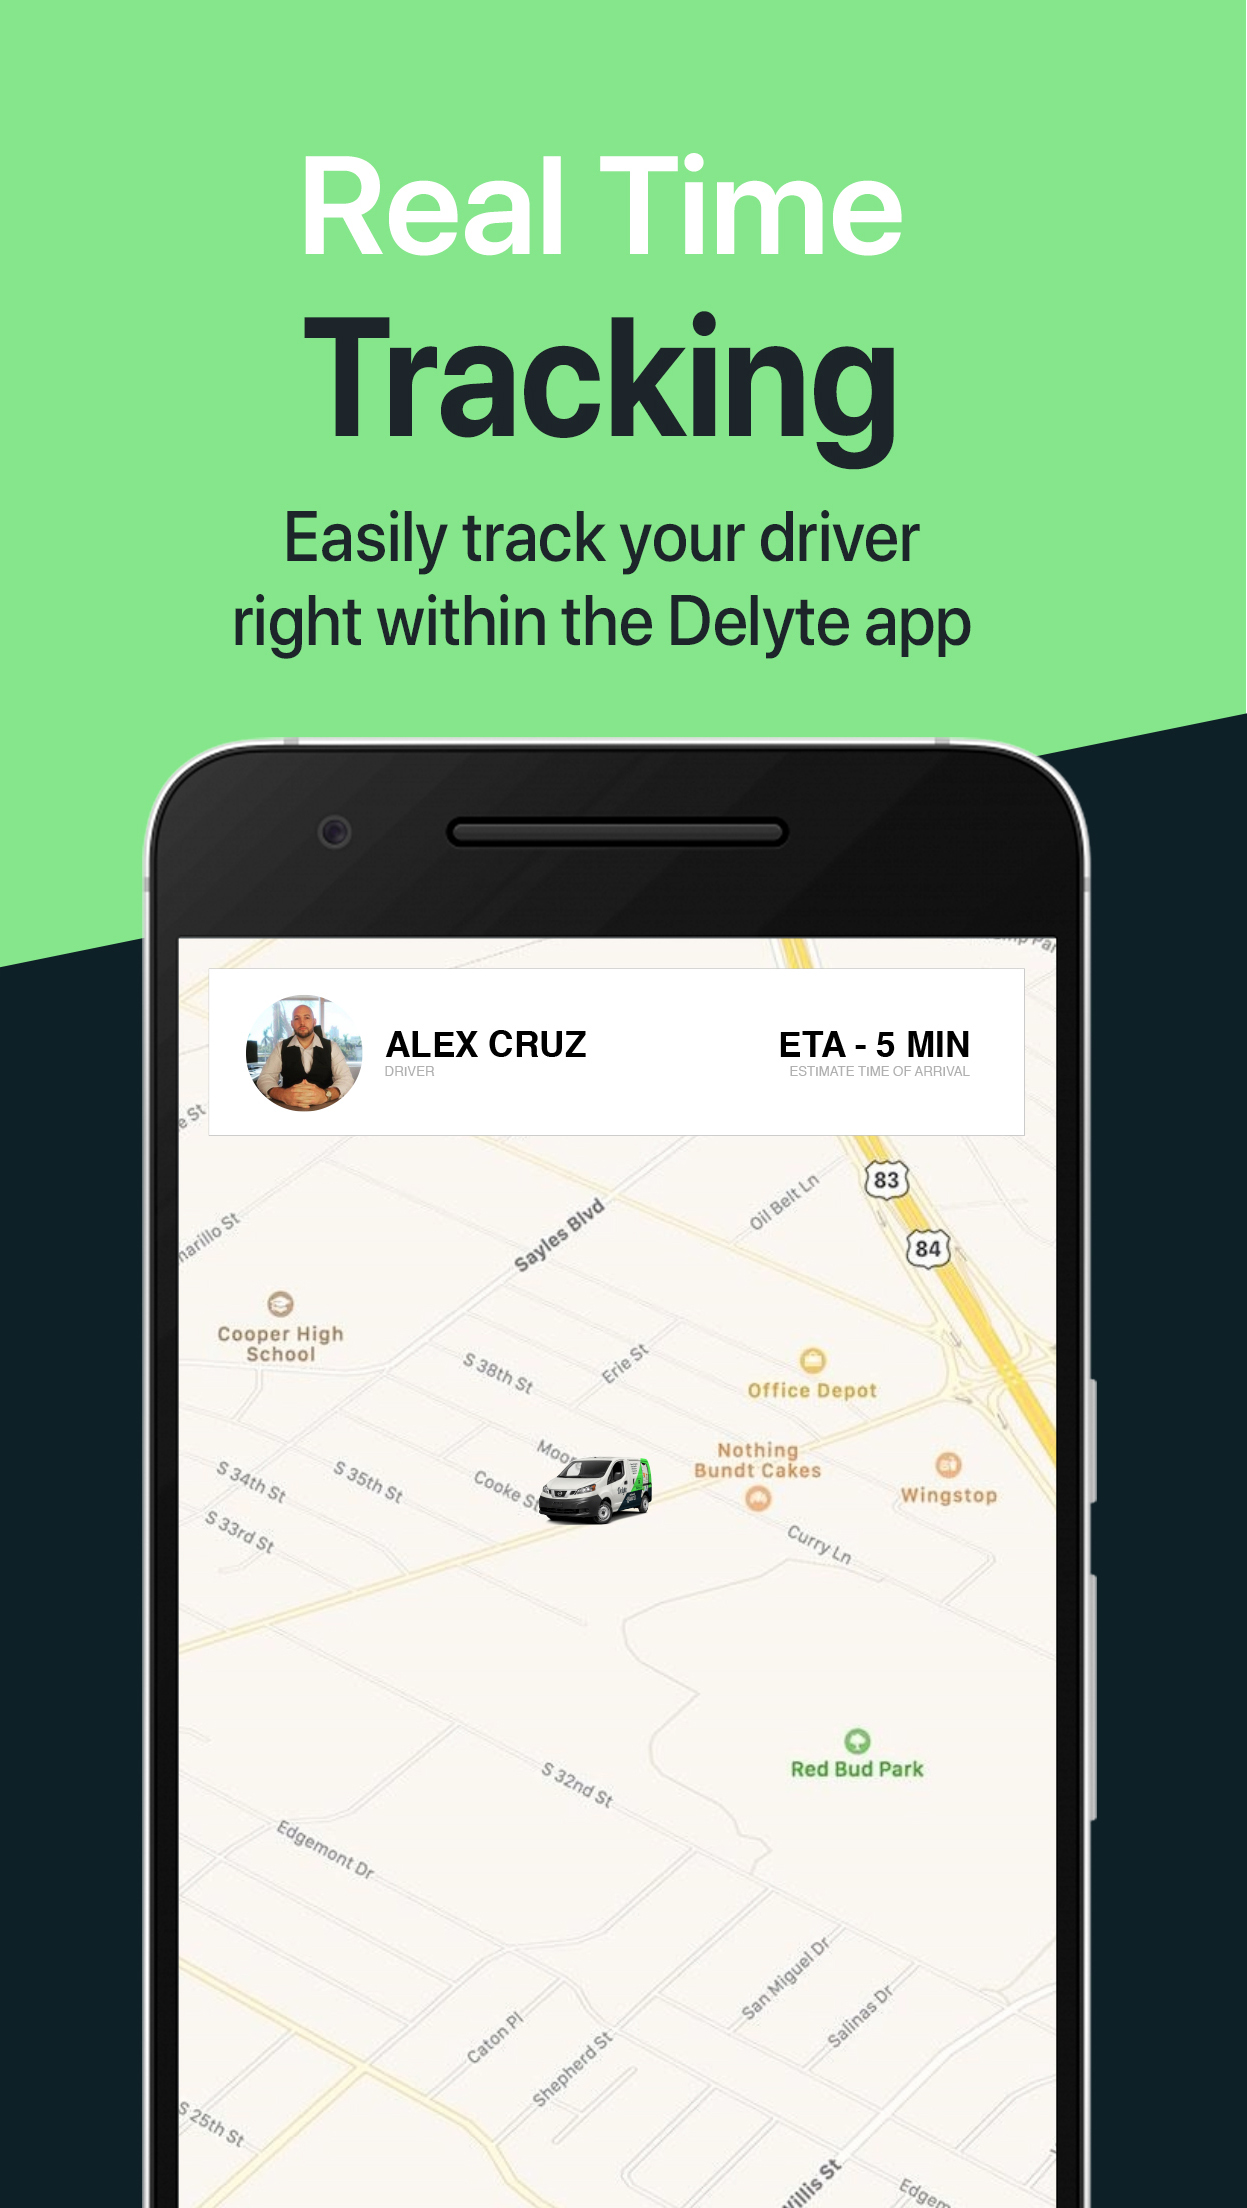 Real Time
Tracking
Easily track your driver
right within the Delyte app
ALEX CRUZ
DRIVER
ETA - 5 MIN
ESTIMATE TIME OF ARRIVAL
e St
83
Oil Belt Ln
Sayles Blvd
narillo St
84
Cooper High
School
S 38th St
Erie St
Office Depot
Moor
Nothing
Bundt Cakes
S 34th St
S 35th St
Cooke S
Wingstop
S 33rd St
Curry Ln
Red Bud Park
S 32nd St
Edgemont Dr
San Miguel Dr
Salinas Dr
Caton Pl
Shepherd St
S 25th St
Willis St
Edgem